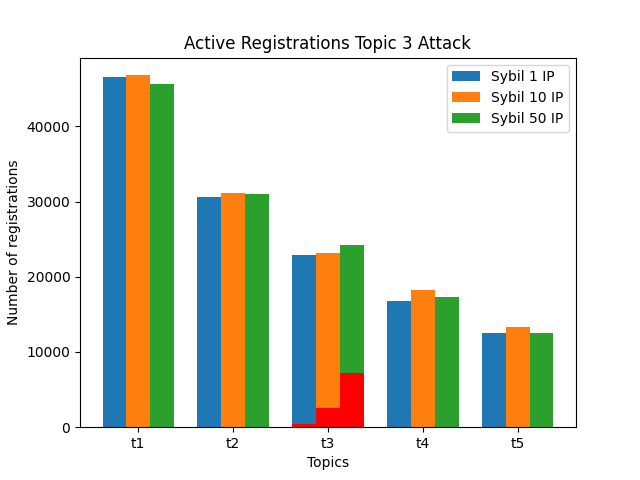 Active Registrations Topic 3 Attack
Sybil 1 IP
Sybil 10 IP
Sybil 50 IP
Number of registrations
40000
30000
20000
10000
0
t1 t2 t3 t4 t5
Topics